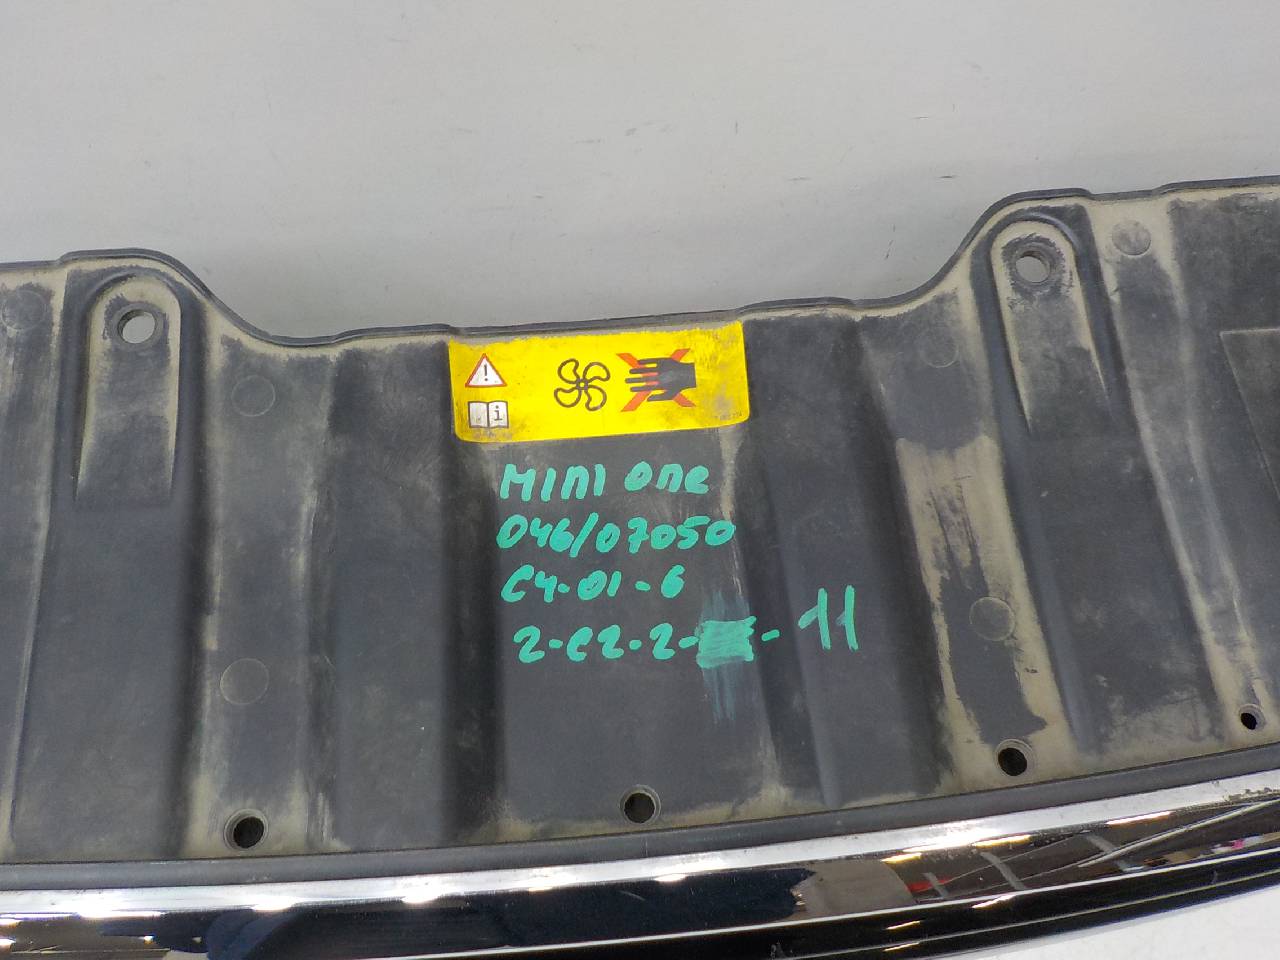 !
i
MINI One
046/07050
C4-01-6
2-C2-2- -11